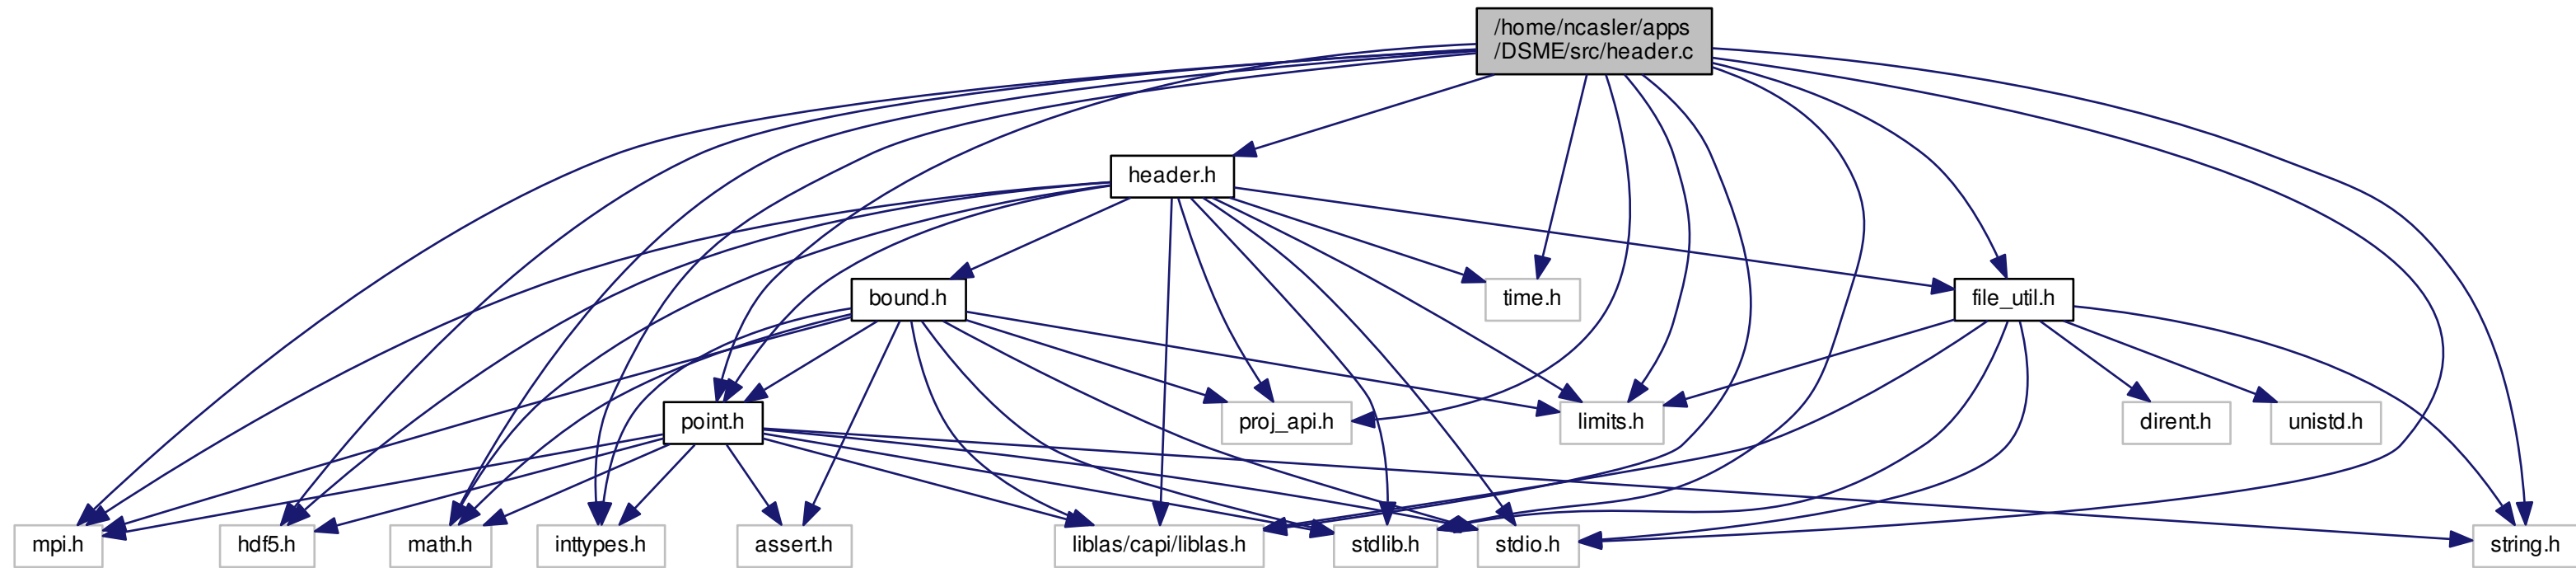 /home/ncasler/apps
/DSME/src/header.c
header.h
bound.h
time.h
file_util.h
point.h
proj_api.h
limits.h
dirent.h
unistd.h
mpi.h
hdf5.h
math.h
inttypes.h
assert.h
liblas/capi/liblas.h
stdlib.h
stdio.h
string.h